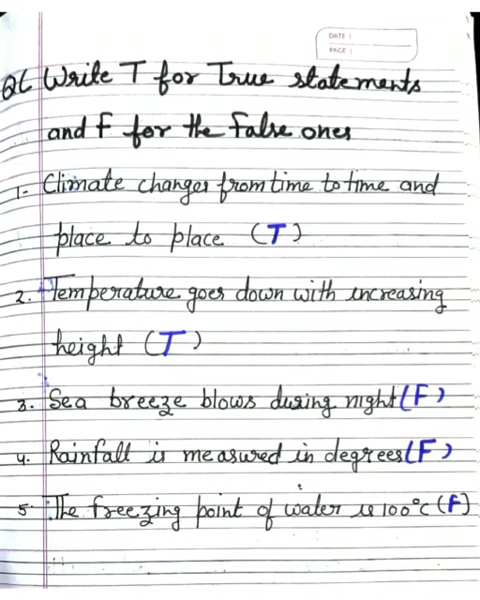 DATE :
PAGE :
Q6 Write T for True statements
and F for the False ones
1. Climate changes from time to time and
place to place (T)
2. Temperature goes down with increasing
height (T)
3. Sea breeze blows during night (F)
4. Rainfall is measured in degrees (F)
5. The freezing point of water is 100°C (F)